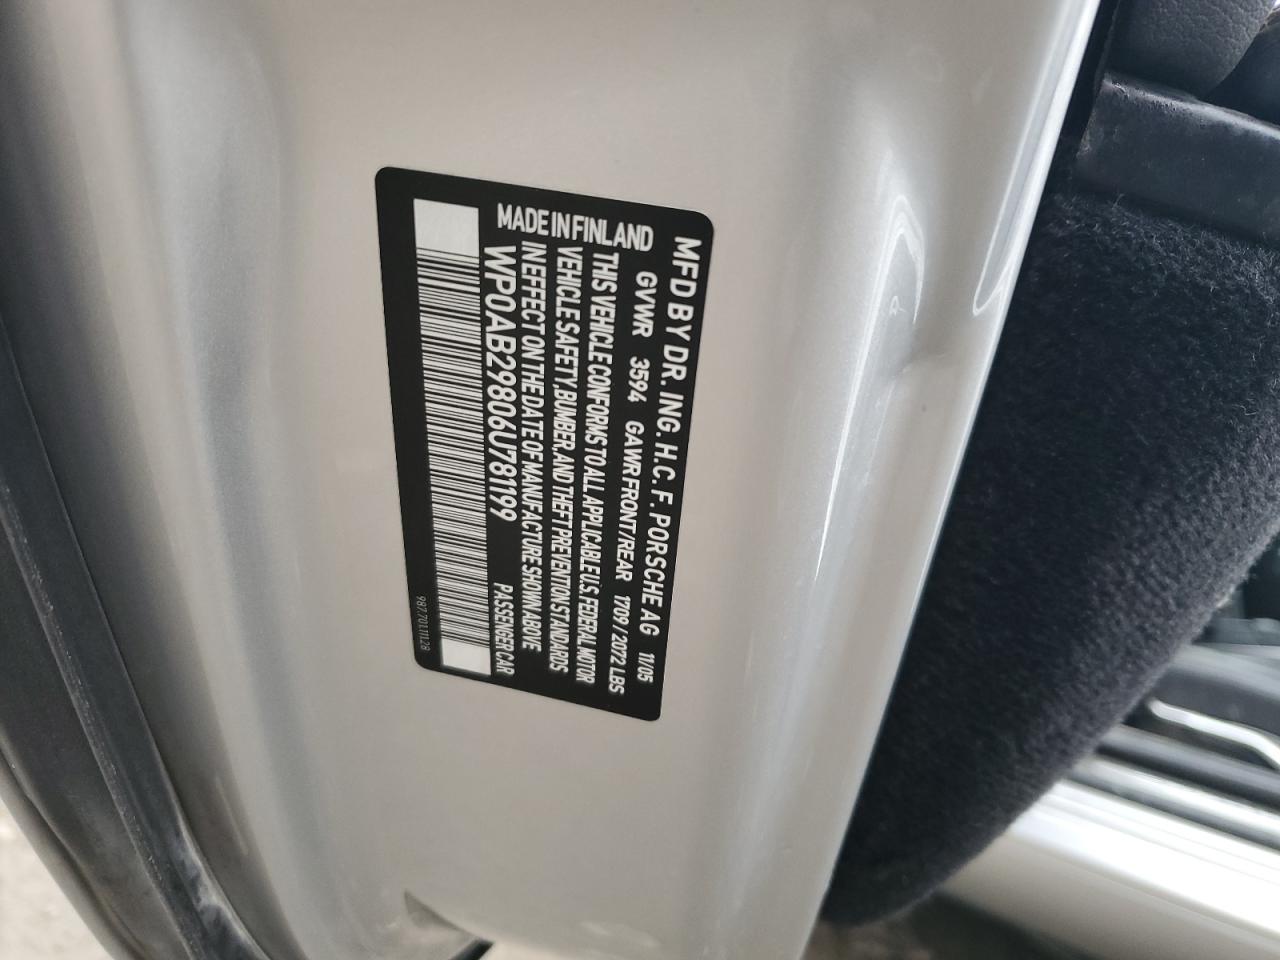 MFD BY DR. ING. H.C. F. PORSCHE AG 11/05
GVWR 3594 GAWR FRONT/REAR 1709 / 2072 LBS
THIS VEHICLE CONFORMS TO ALL APPLICABLE U.S. FEDERAL MOTOR
VEHICLE SAFETY, BUMBER, AND THEFT PREVENTION STANDARDS
IN EFFECT ON THE DATE OF MANUFACTURE SHOWN ABOVE
WP0AB29806U781199 PASSENGER CAR
MADE IN FINLAND
987.701.111.28